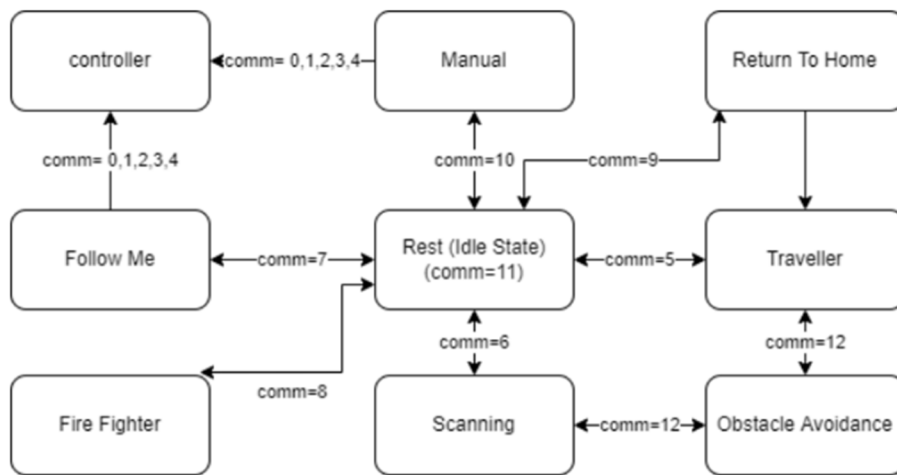 controller
comm= 0,1,2,3,4
Manual
Return To Home
comm= 0,1,2,3,4
comm=10
comm=9
Follow Me
comm=7
Rest (Idle State)
(comm=11)
comm=5
Traveller
comm=8
comm=6
comm=12
Fire Fighter
Scanning
comm=12
Obstacle Avoidance